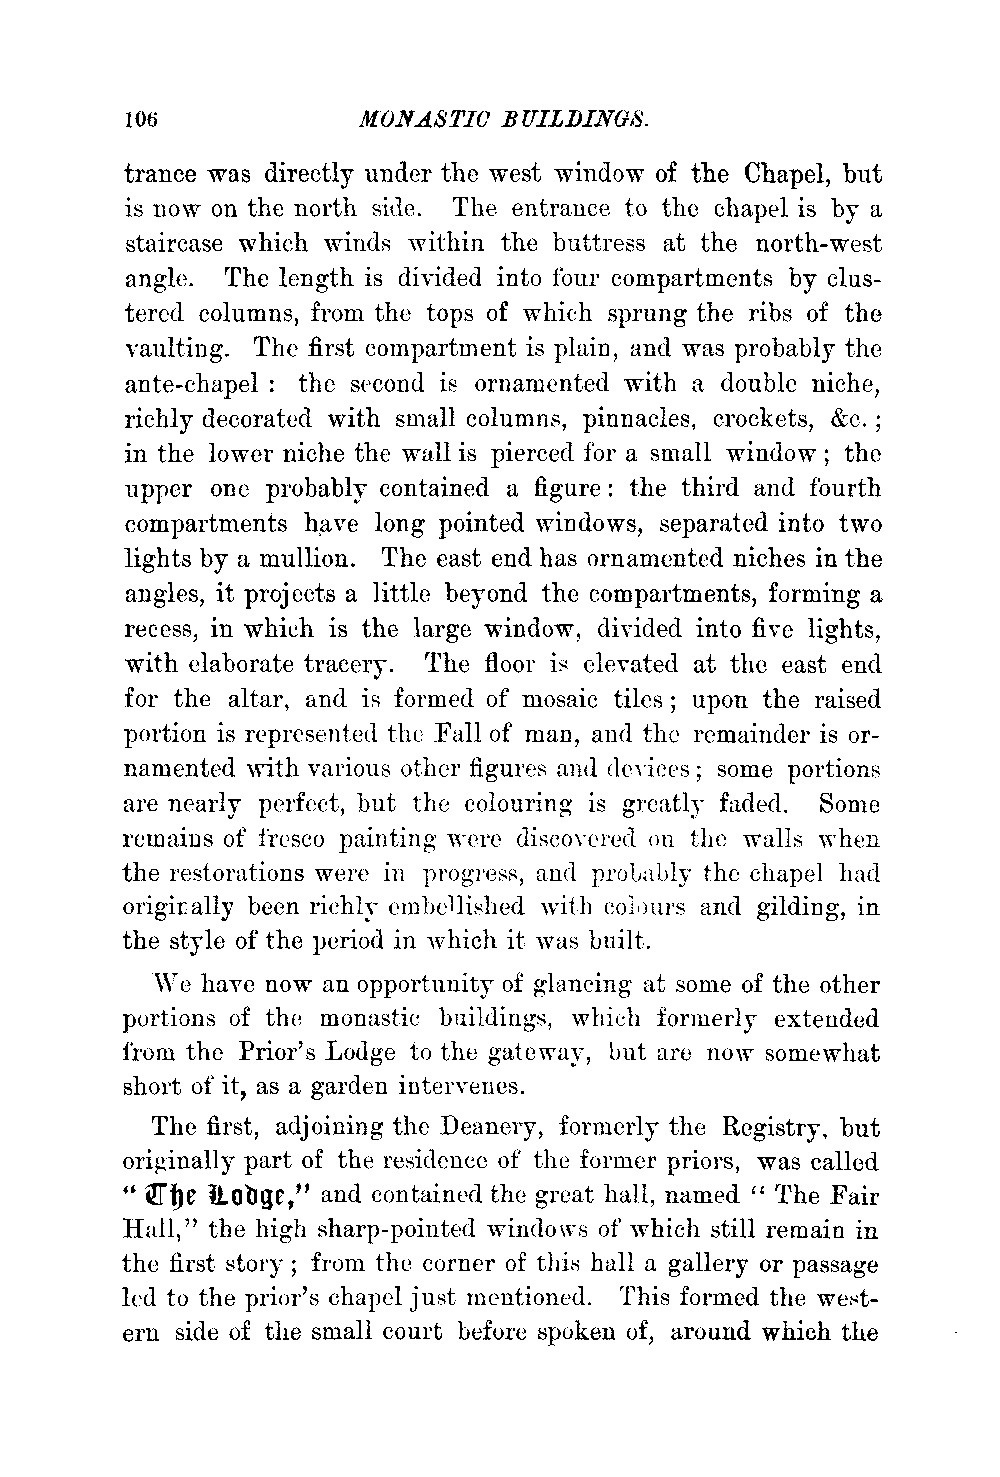 106 MONASTIC BUILDINGS.
trance was directly under the west window of the Chapel, but
is now on the north side. The entrance to the chapel is by a
staircase which winds within the buttress at the north-west
angle. The length is divided into four compartments by clus-
tered columns, from the tops of which sprung the ribs of the
vaulting. The first compartment is plain, and was probably the
ante-chapel : the second is ornamented with a double niche,
richly decorated with small columns, pinnacles, crockets, &c. ;
in the lower niche the wall is pierced for a small window ; the
upper one probably contained a figure : the third and fourth
compartments have long pointed windows, separated into two
lights by a mullion. The east end has ornamented niches in the
angles, it projects a little beyond the compartments, forming a
recess, in which is the large window, divided into five lights,
with elaborate tracery. The floor is elevated at the east end
for the altar, and is formed of mosaic tiles ; upon the raised
portion is represented the Fall of man, and the remainder is or-
namented with various other figures and devices ; some portions
are nearly perfect, but the colouring is greatly faded. Some
remains of fresco painting were discovered on the walls when
the restorations were in progress, and probably the chapel had
originally been richly embellished with colours and gilding, in
the style of the period in which it was built.
We have now an opportunity of glancing at some of the other
portions of the monastic buildings, which formerly extended
from the Prior's Lodge to the gateway, but are now somewhat
short of it, as a garden intervenes.
The first, adjoining the Deanery, formerly the Registry, but
originally part of the residence of the former priors, was called
" The Lodge," and contained the great hall, named " The Fair
Hall," the high sharp-pointed windows of which still remain in
the first story ; from the corner of this hall a gallery or passage
led to the prior's chapel just mentioned. This formed the west-
ern side of the small court before spoken of, around which the